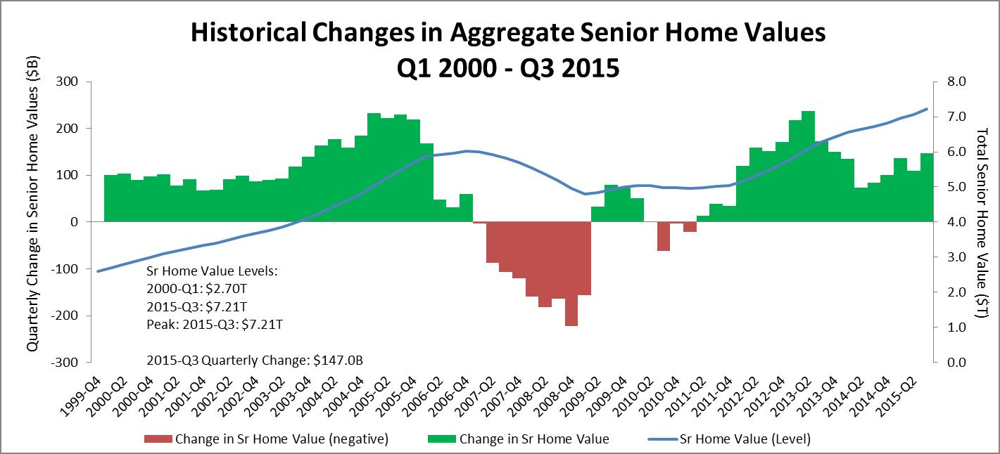 Historical Changes in Aggregate Senior Home Values
Q1 2000 - Q3 2015
Quarterly Change in Senior Home Values ($B)
300
200
100
0
-100
-200
-300
8.0
7.0
6.0
5.0
4.0
3.0
2.0
1.0
0.0
Total Senior Home Value ($T)
Sr Home Value Levels:
2000-Q1: $2.70T
2015-Q3: $7.21T
Peak: 2015-Q3: $7.21T
2015-Q3 Quarterly Change: $147.0B
1999-Q4
2000-Q2
2000-Q4
2001-Q2
2001-Q4
2002-Q2
2002-Q4
2003-Q2
2003-Q4
2004-Q2
2004-Q4
2005-Q2
2005-Q4
2006-Q2
2006-Q4
2007-Q2
2007-Q4
2008-Q2
2008-Q4
2009-Q2
2009-Q4
2010-Q2
2010-Q4
2011-Q2
2011-Q4
2012-Q2
2012-Q4
2013-Q2
2013-Q4
2014-Q2
2014-Q4
2015-Q2
Change in Sr Home Value (negative)
Change in Sr Home Value
Sr Home Value (Level)